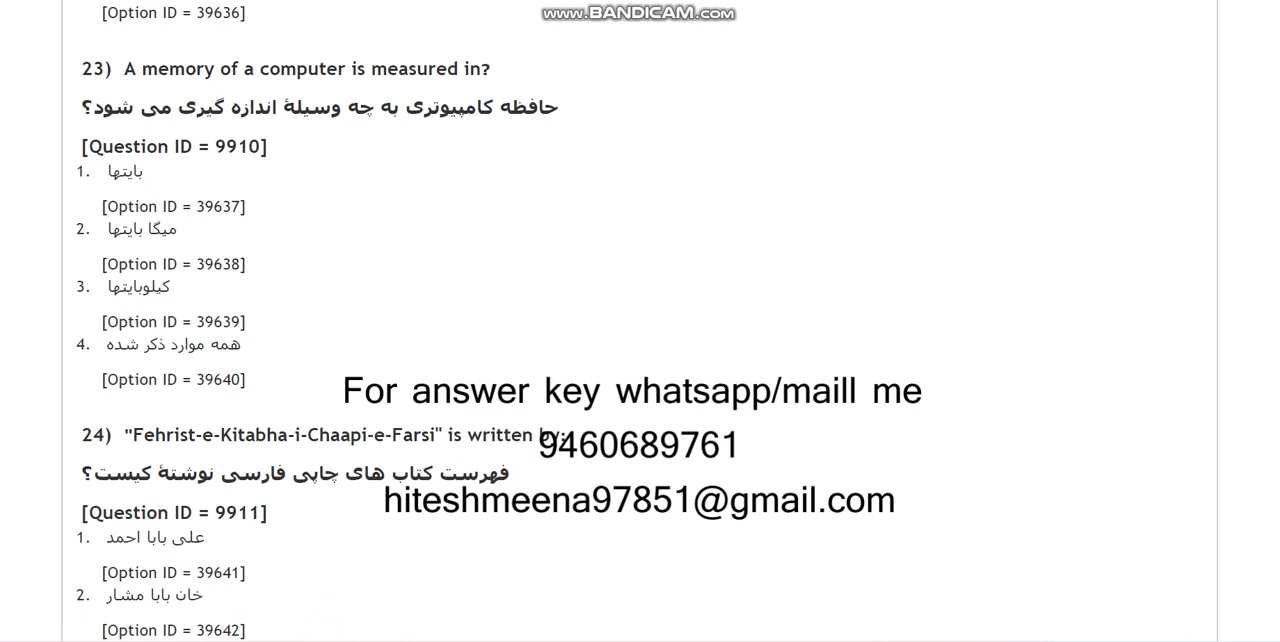 [Option ID = 39636]
www.BANDICAM.com
23) A memory of a computer is measured in?
حافظه کامپیوتری به چه وسیلۀ اندازه گیری می شود؟
[Question ID = 9910]
1. بایتها
[Option ID = 39637]
2. میگا بایتها
[Option ID = 39638]
3. کیلوبایتها
[Option ID = 39639]
4. همه موارد ذکر شده
[Option ID = 39640]
For answer key whatsapp/maill me
24) "Fehrist-e-Kitabha-i-Chaapi-e-Farsi" is written by:
9460689761
فهرست کتاب های چاپی فارسی نوشتۀ کیست؟
hiteshmeena97851@gmail.com
[Question ID = 9911]
1. علی بابا احمد
[Option ID = 39641]
2. خان بابا مشار
[Option ID = 39642]